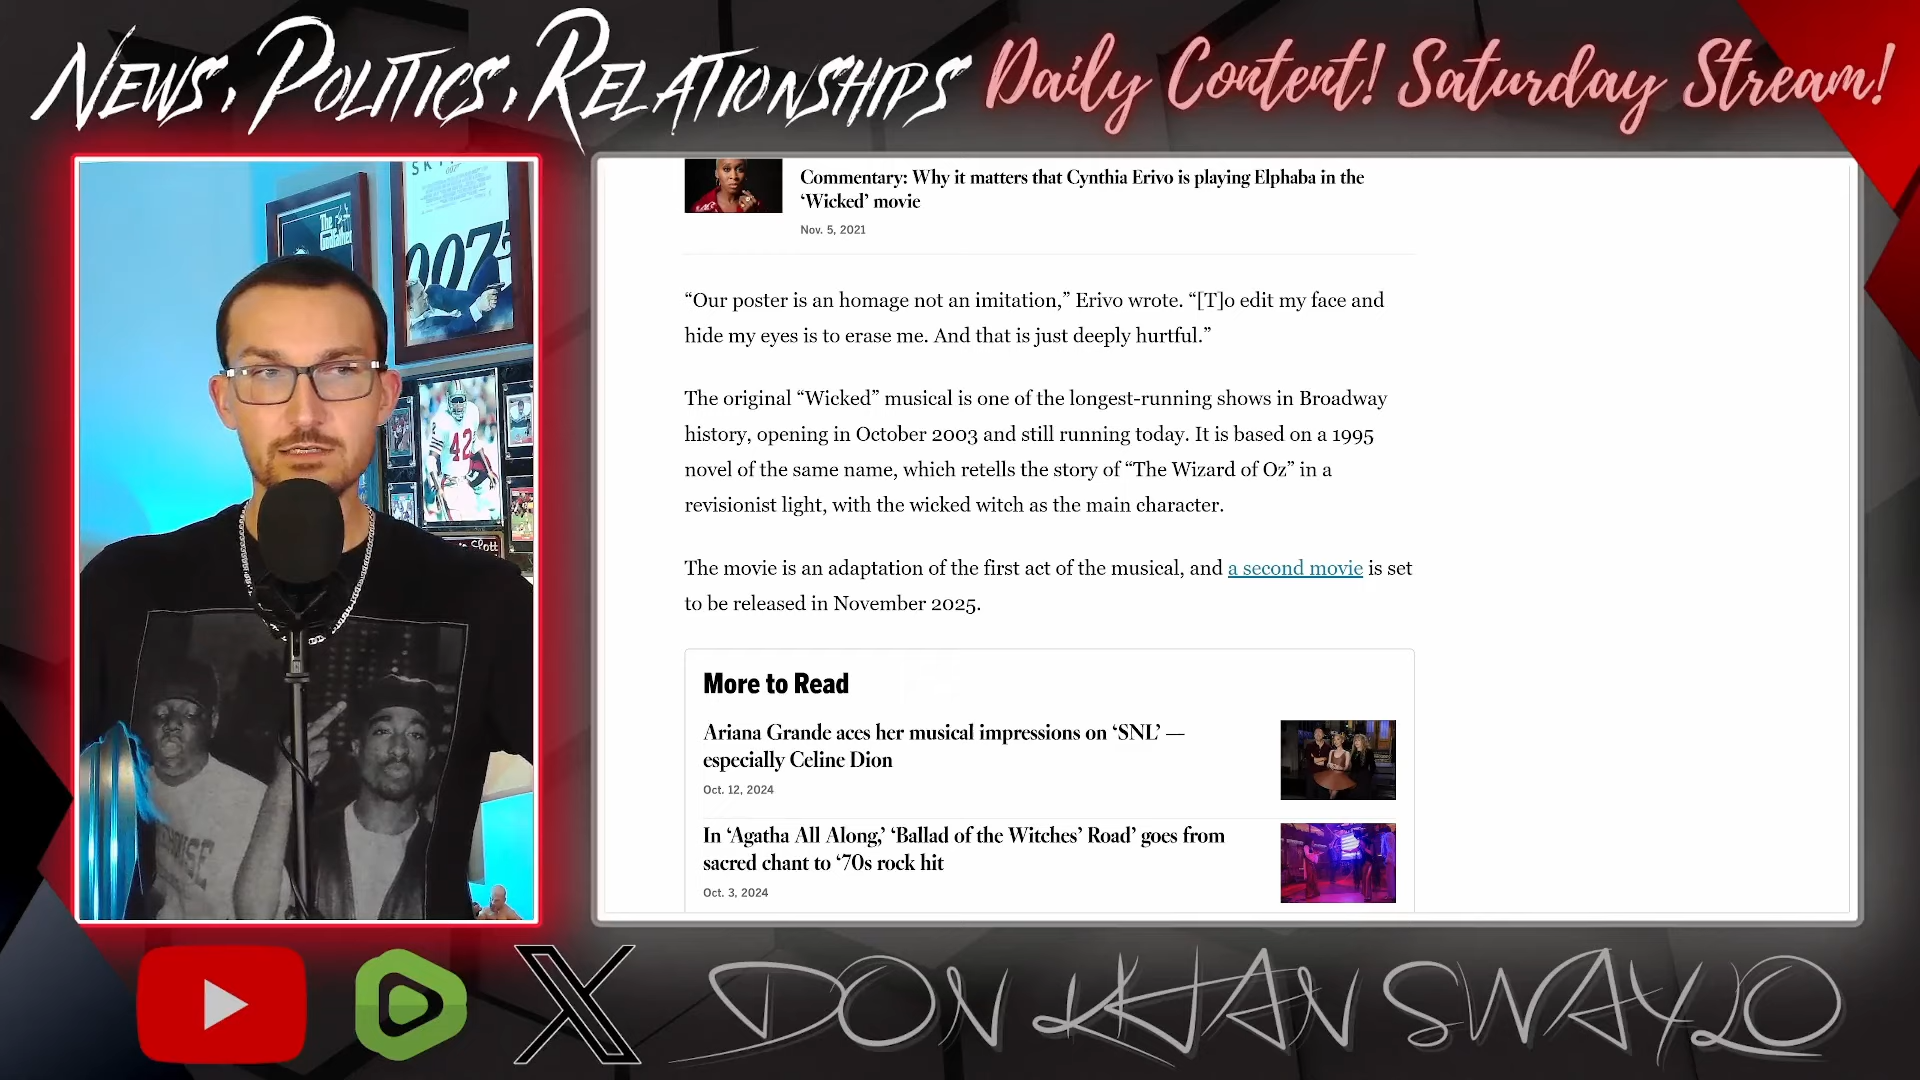 NEWS, POLITICS, RELATIONSHIPS Daily Content! Saturday Stream!
SKY
007
The
Godfather
007
42
Lott
Commentary: Why it matters that Cynthia Erivo is playing Elphaba in the
‘Wicked’ movie
Nov. 5, 2021
“Our poster is an homage not an imitation,” Erivo wrote. “[T]o edit my face and
hide my eyes is to erase me. And that is just deeply hurtful.”
The original “Wicked” musical is one of the longest-running shows in Broadway
history, opening in October 2003 and still running today. It is based on a 1995
novel of the same name, which retells the story of “The Wizard of Oz” in a
revisionist light, with the wicked witch as the main character.
The movie is an adaptation of the first act of the musical, and a second movie is set
to be released in November 2025.
More to Read
Ariana Grande aces her musical impressions on ‘SNL’ —
especially Celine Dion
Oct. 12, 2024
In ‘Agatha All Along,’ ‘Ballad of the Witches’ Road’ goes from
sacred chant to ‘70s rock hit
Oct. 3, 2024
X DON KHAN SWAYLO